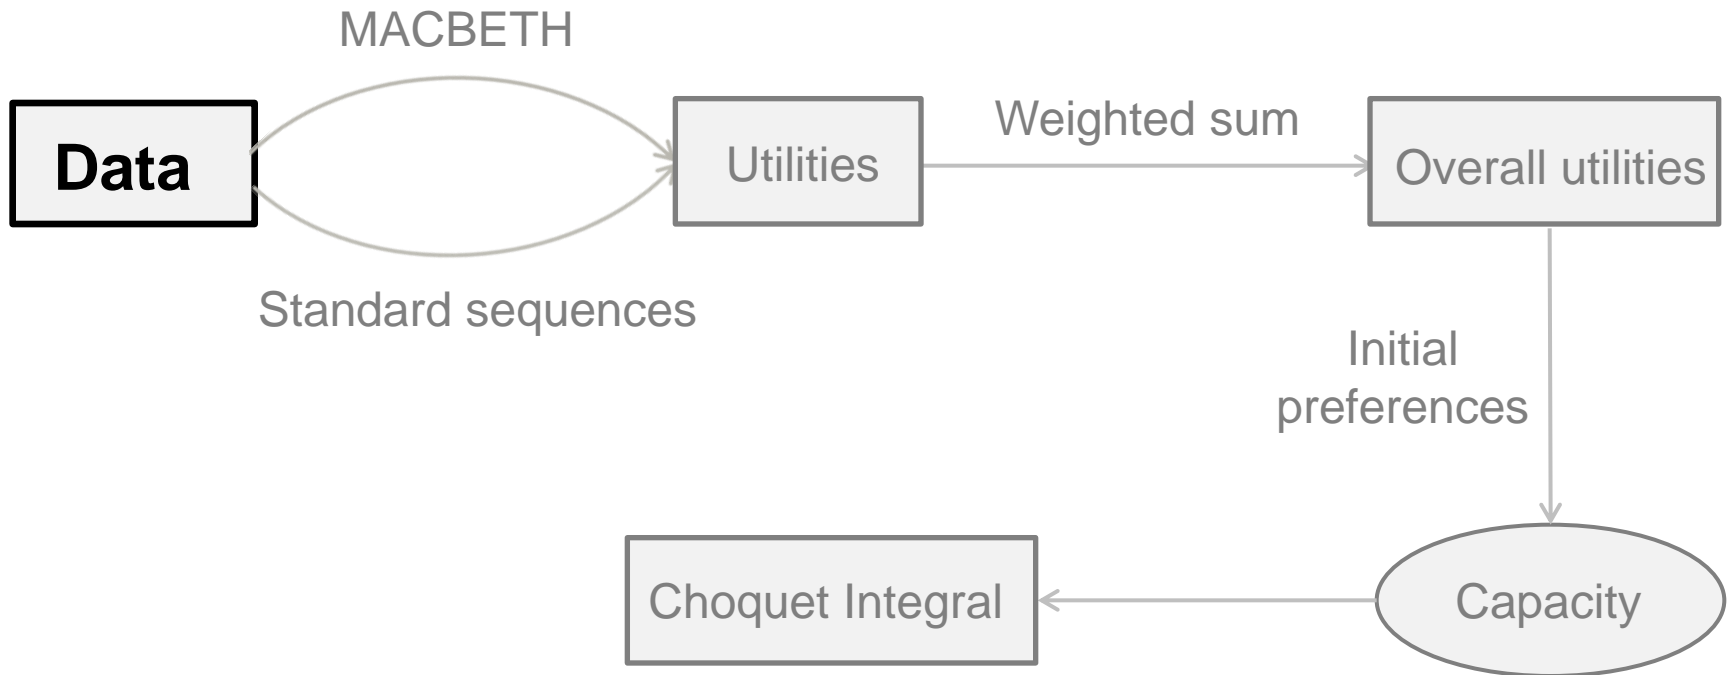 MACBETH
Data
Utilities
Weighted sum
Overall utilities
Standard sequences
Initial
preferences
Choquet Integral
Capacity